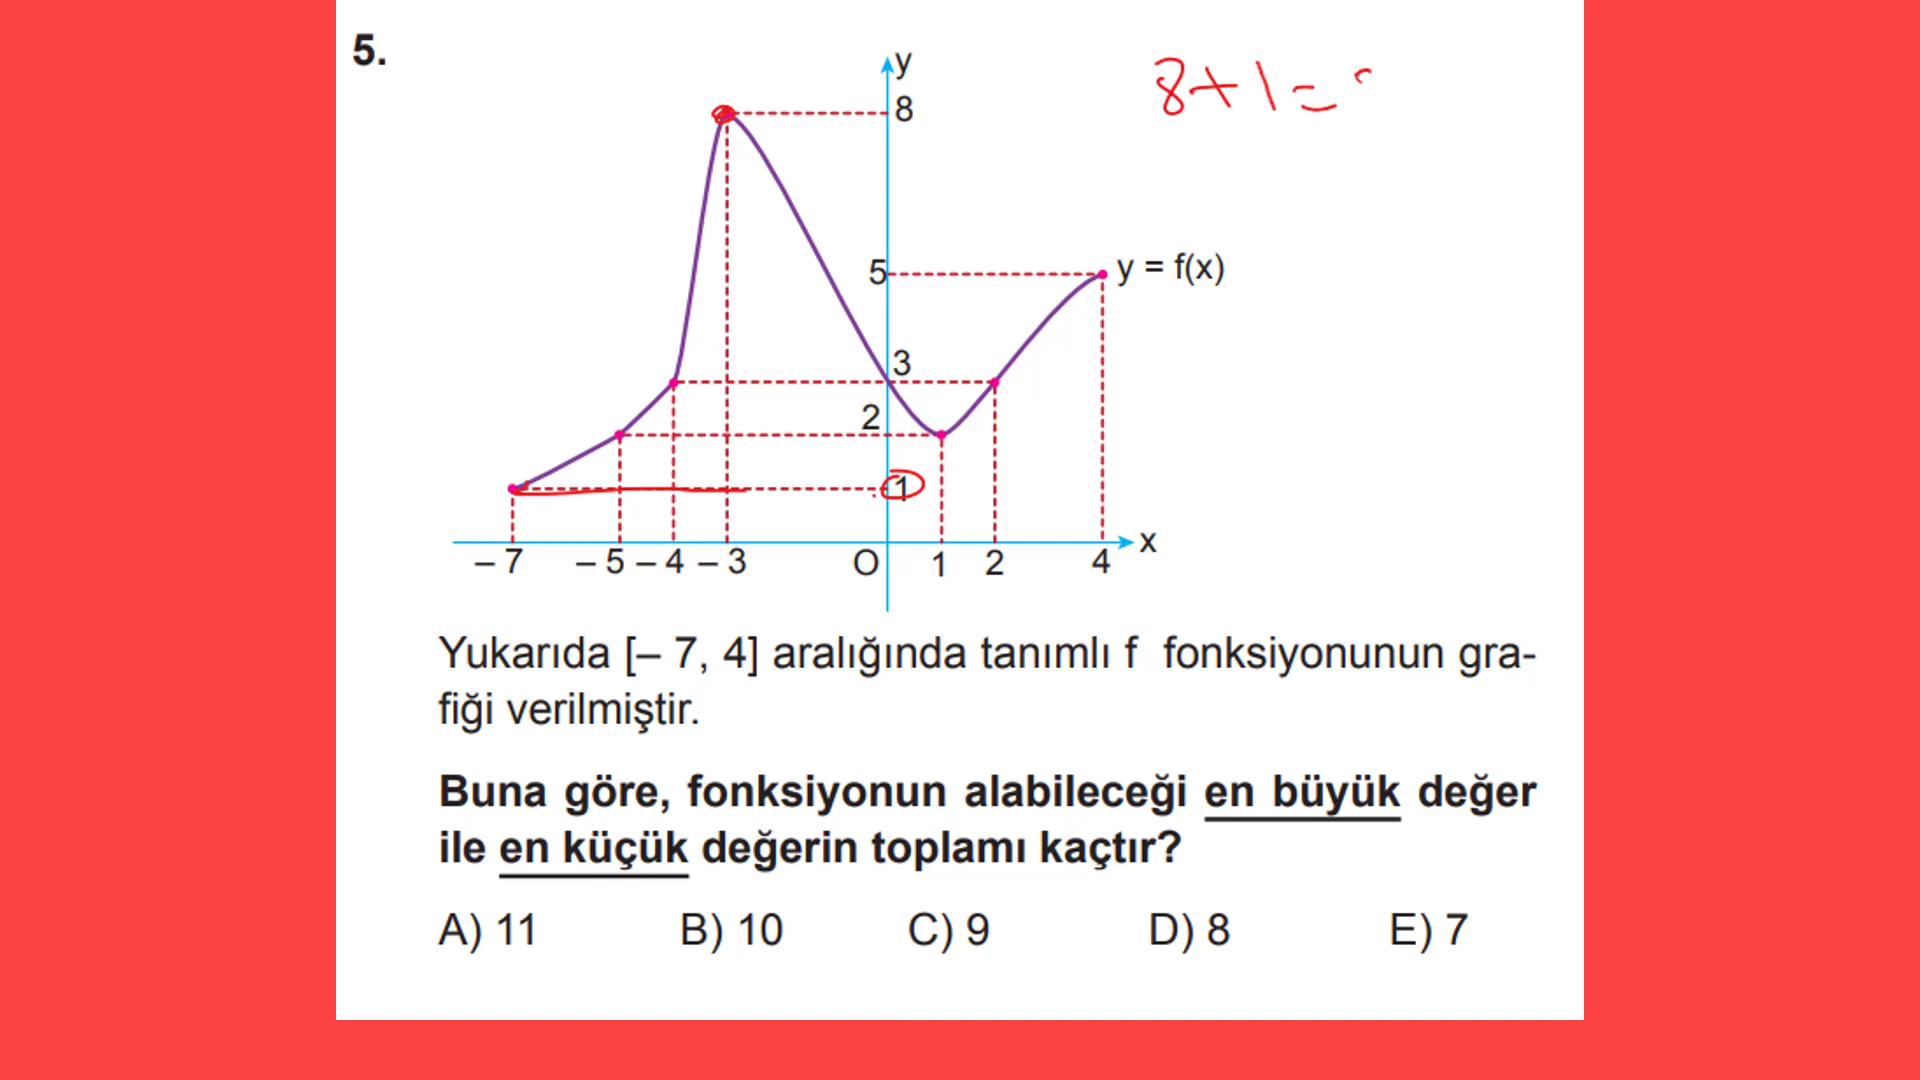 5.
y
8
8+1=
5
y = f(x)
3
2
1
x
– 7 – 5 – 4 – 3 O 1 2 4
Yukarıda [– 7, 4] aralığında tanımlı f fonksiyonunun gra-
fiği verilmiştir.
Buna göre, fonksiyonun alabileceği en büyük değer
ile en küçük değerin toplamı kaçtır?
A) 11 B) 10 C) 9 D) 8 E) 7